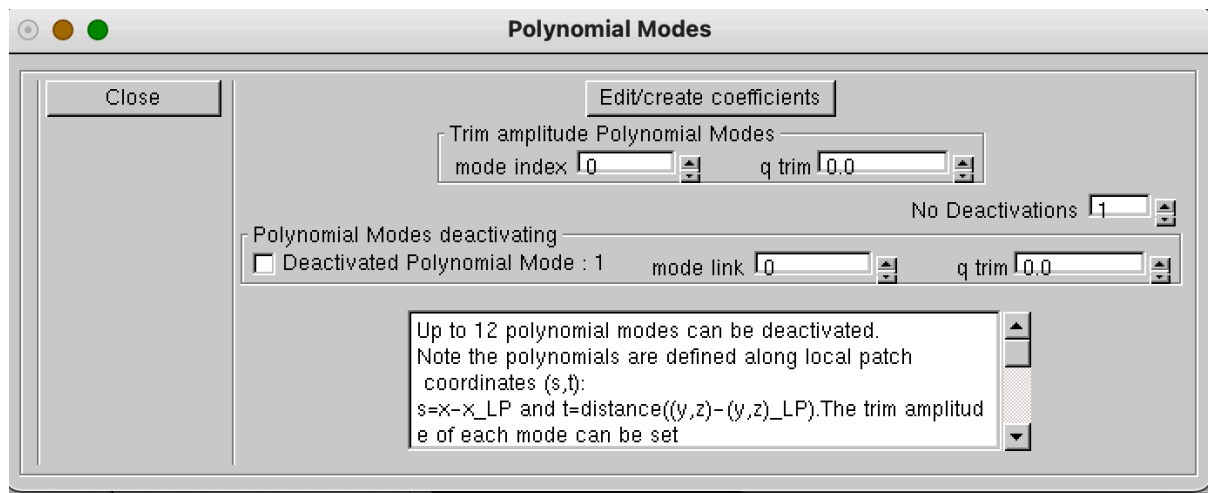 Polynomial Modes
Close
Edit/create coefficients
Trim amplitude Polynomial Modes
mode index 0 q trim 0.0
No Deactivations 1
Polynomial Modes deactivating
Deactivated Polynomial Mode : 1 mode link 0 q trim 0.0
Up to 12 polynomial modes can be deactivated.
Note the polynomials are defined along local patch
coordinates (s,t):
s=x-x_LP and t=distance((y,z)-(y,z)_LP).The trim amplitud
e of each mode can be set